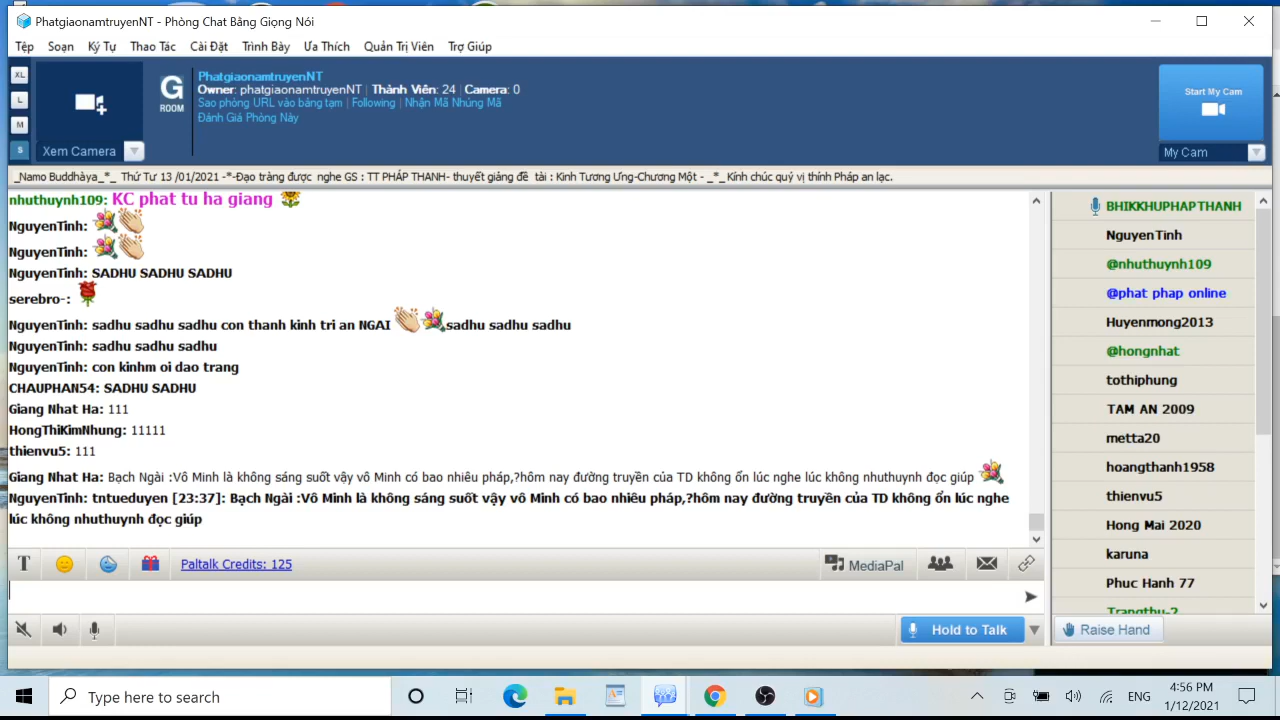 PhatgiaonamtruyenNT - Phòng Chat Bằng Giọng Nói
Tệp Soạn Ký Tự Thao Tác Cài Đặt Trình Bày Ưa Thích Quản Trị Viên Trợ Giúp
XL
L
M
S
Xem Camera
G
ROOM
PhatgiaonamtruyenNT
Owner: phatgiaonamtruyenNT | Thành Viên: 24 | Camera: 0
Sao phỏng URL vào bảng tạm | Following | Nhận Mã Nhúng Mã
Đánh Giá Phòng Này
Start My Cam
My Cam
_Namo Buddhàya_*_ Thứ Tư 13 /01/2021 -*-Đạo tràng được nghe GS : TT PHÁP THANH- thuyết giảng đề tài : Kinh Tương Ưng-Chương Một - _*_Kính chúc quý vị thính Pháp an lạc.
nhuthuynh109: KC phat tu ha giang
NguyenTinh:
NguyenTinh:
NguyenTinh: SADHU SADHU SADHU
serebro-:
NguyenTinh: sadhu sadhu sadhu con thanh kinh tri an NGAI sadhu sadhu sadhu
NguyenTinh: sadhu sadhu sadhu
NguyenTinh: con kinhm oi dao trang
CHAUPHAN54: SADHU SADHU
Giang Nhat Ha: 111
HongThiKimNhung: 11111
thienvu5: 111
Giang Nhat Ha: Bạch Ngài :Vô Minh là không sáng suốt vậy vô Minh có bao nhiêu pháp,?hôm nay đường truyền của TD không ổn lúc nghe lúc không nhuthuynh đọc giúp
NguyenTinh: tntueduyen [23:37]: Bạch Ngài :Vô Minh là không sáng suốt vậy vô Minh có bao nhiêu pháp,?hôm nay đường truyền của TD không ổn lúc nghe
lúc không nhuthuynh đọc giúp
BHIKKHUPHAPTHANH
NguyenTinh
@nhuthuynh109
@phat phap online
Huyenmong2013
@hongnhat
tothiphung
TAM AN 2009
metta20
hoangthanh1958
thienvu5
Hong Mai 2020
karuna
Phuc Hanh 77
Trangthu-2
T Paltalk Credits: 125 MediaPal
Hold to Talk
Raise Hand
Type here to search
ENG
4:56 PM
1/12/2021